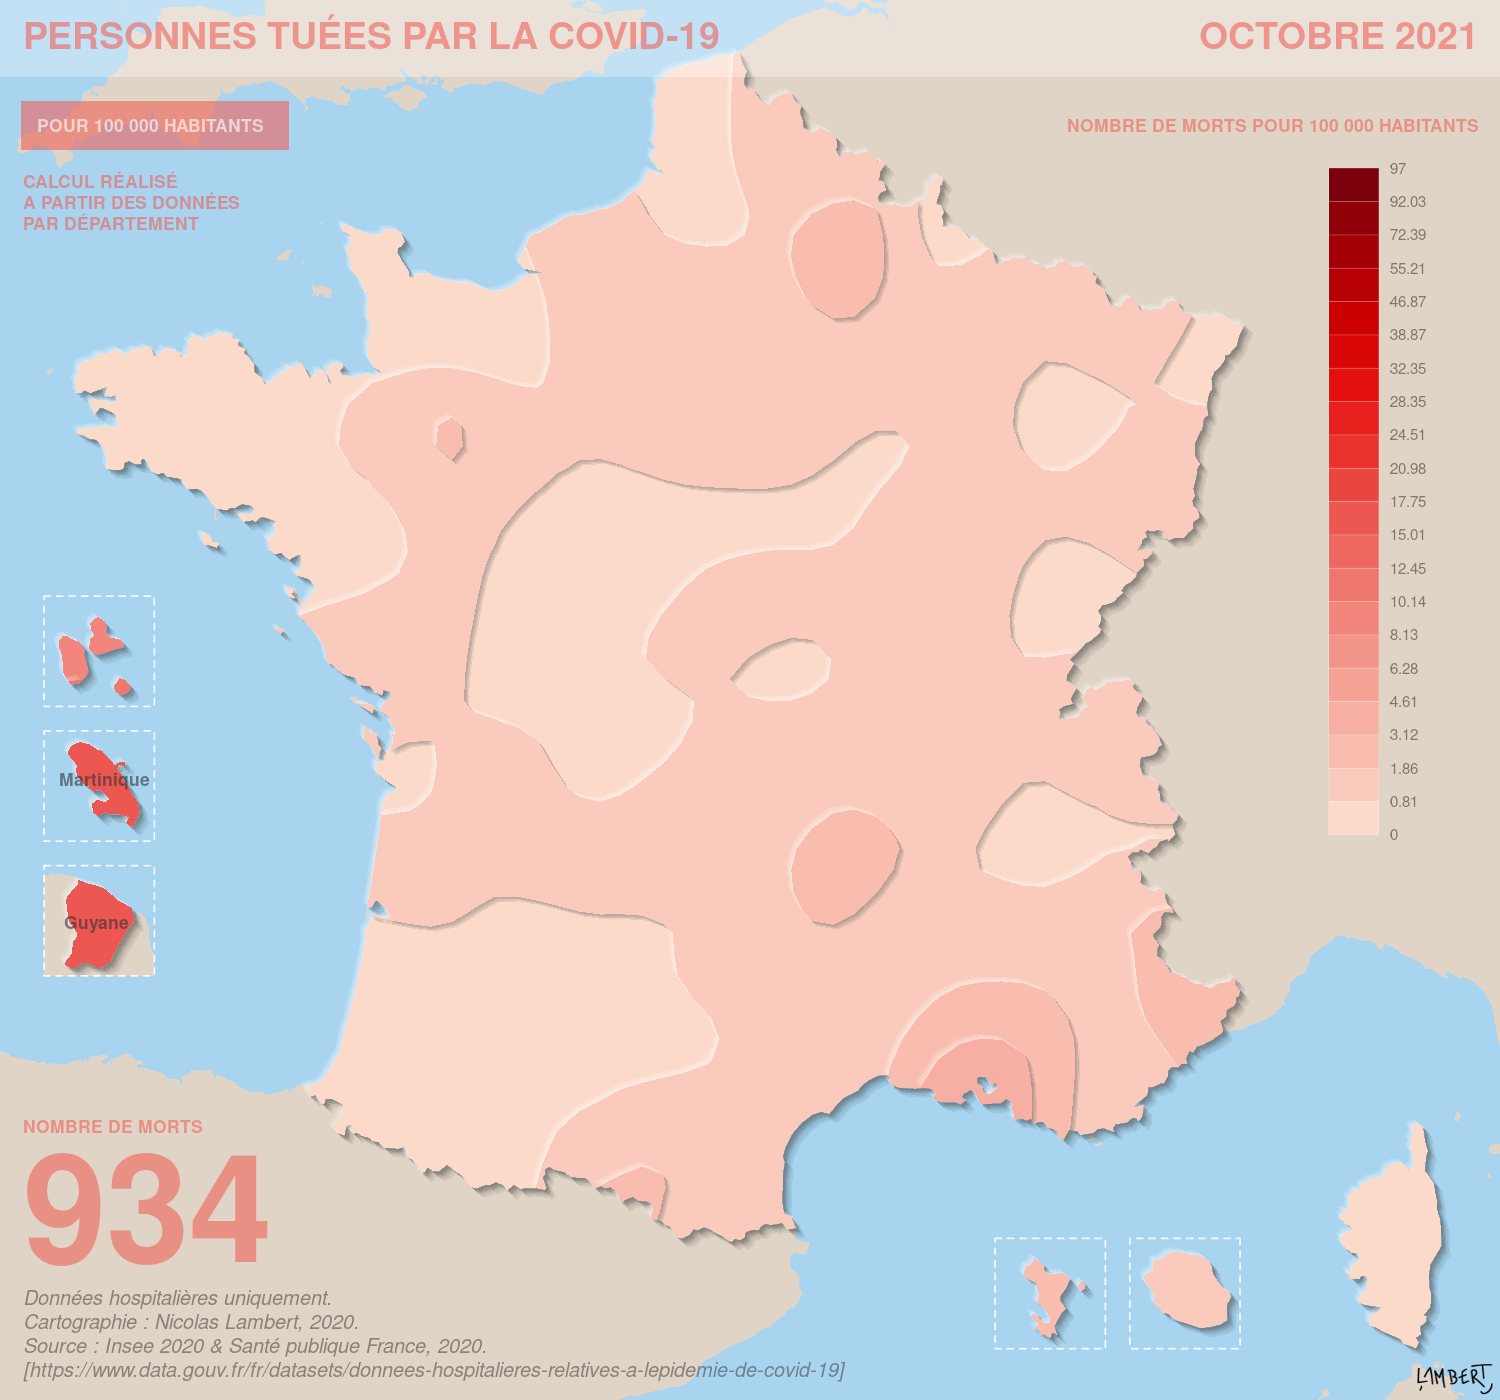 PERSONNES TUÉES PAR LA COVID-19
OCTOBRE 2021
POUR 100 000 HABITANTS
CALCUL RÉALISÉ
A PARTIR DES DONNÉES
PAR DÉPARTEMENT
NOMBRE DE MORTS POUR 100 000 HABITANTS
97
92.03
72.39
55.21
46.87
38.87
32.35
28.35
24.51
20.98
17.75
15.01
12.45
10.14
8.13
6.28
4.61
3.12
1.86
0.81
0
Martinique
Guyane
NOMBRE DE MORTS
934
Données hospitalières uniquement.
Cartographie : Nicolas Lambert, 2020.
Source : Insee 2020 & Santé publique France, 2020.
[https://www.data.gouv.fr/fr/datasets/donnees-hospitalieres-relatives-a-lepidemie-de-covid-19]
LAMBERT